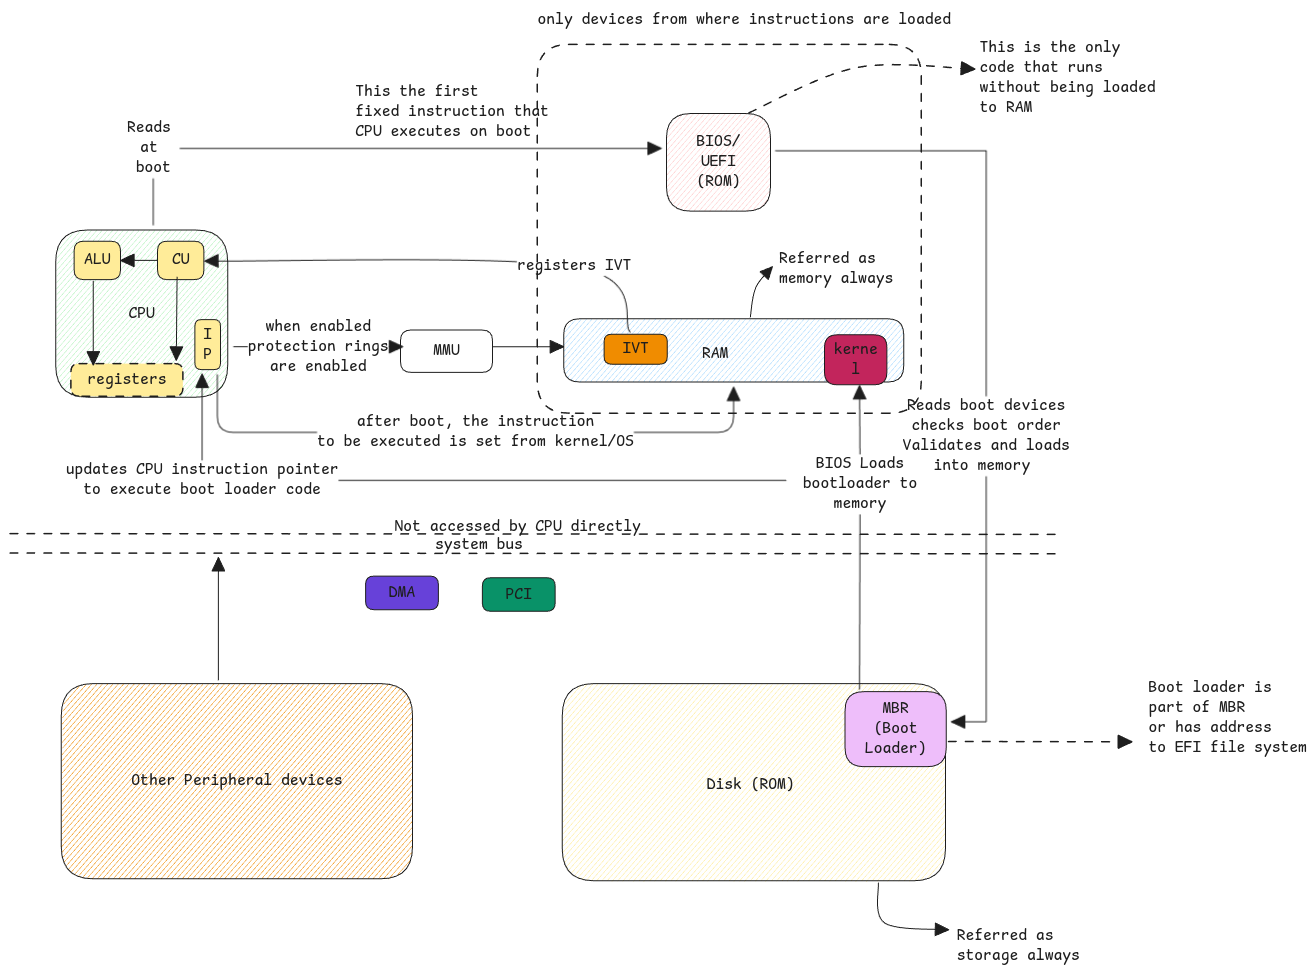 only devices from where instructions are loaded
This is the only
code that runs
without being loaded
to RAM
This the first
fixed instruction that
CPU executes on boot
Reads
at
boot
BIOS/
UEFI
(ROM)
ALU
CU
CPU
I
P
registers
registers IVT
Referred as
memory always
when enabled
protection rings
are enabled
MMU
IVT
RAM
kerne
l
Reads boot devices
checks boot order
Validates and loads
into memory
after boot, the instruction
to be executed is set from kernel/OS
updates CPU instruction pointer
to execute boot loader code
BIOS Loads
bootloader to
memory
Not accessed by CPU directly
system bus
DMA
PCI
Other Peripheral devices
MBR
(Boot
Loader)
Disk (ROM)
Boot loader is
part of MBR
or has address
to EFI file system
Referred as
storage always